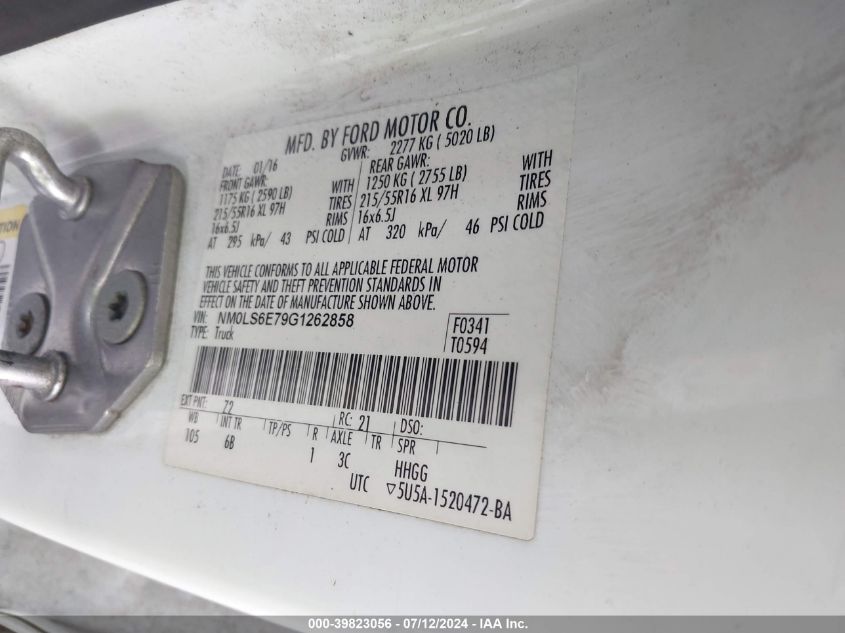 MFD. BY FORD MOTOR CO.
DATE: 01/16 GVWR: 2277 KG ( 5020 LB)
FRONT GAWR: REAR GAWR:
1175 KG ( 2590 LB) WITH 1250 KG ( 2755 LB) WITH
215/55R16 XL 97H TIRES 215/55R16 XL 97H TIRES
16x6.5J RIMS 16x6.5J RIMS
AT 295 kPa/ 43 PSI COLD AT 320 kPa/ 46 PSI COLD
THIS VEHICLE CONFORMS TO ALL APPLICABLE FEDERAL MOTOR
VEHICLE SAFETY AND THEFT PREVENTION STANDARDS IN
EFFECT ON THE DATE OF MANUFACTURE SHOWN ABOVE.
VIN: NM0LS6E79G1262858 F0341
TYPE: Truck T0594
EXT PNT: Z2 RC: 21 DSO:
WB INT TR TP/PS R AXLE TR SPR
105 6B 1 3C HHGG
UTC ▽5U5A-1520472-BA
000-39823056 - 07/12/2024 - IAA Inc.